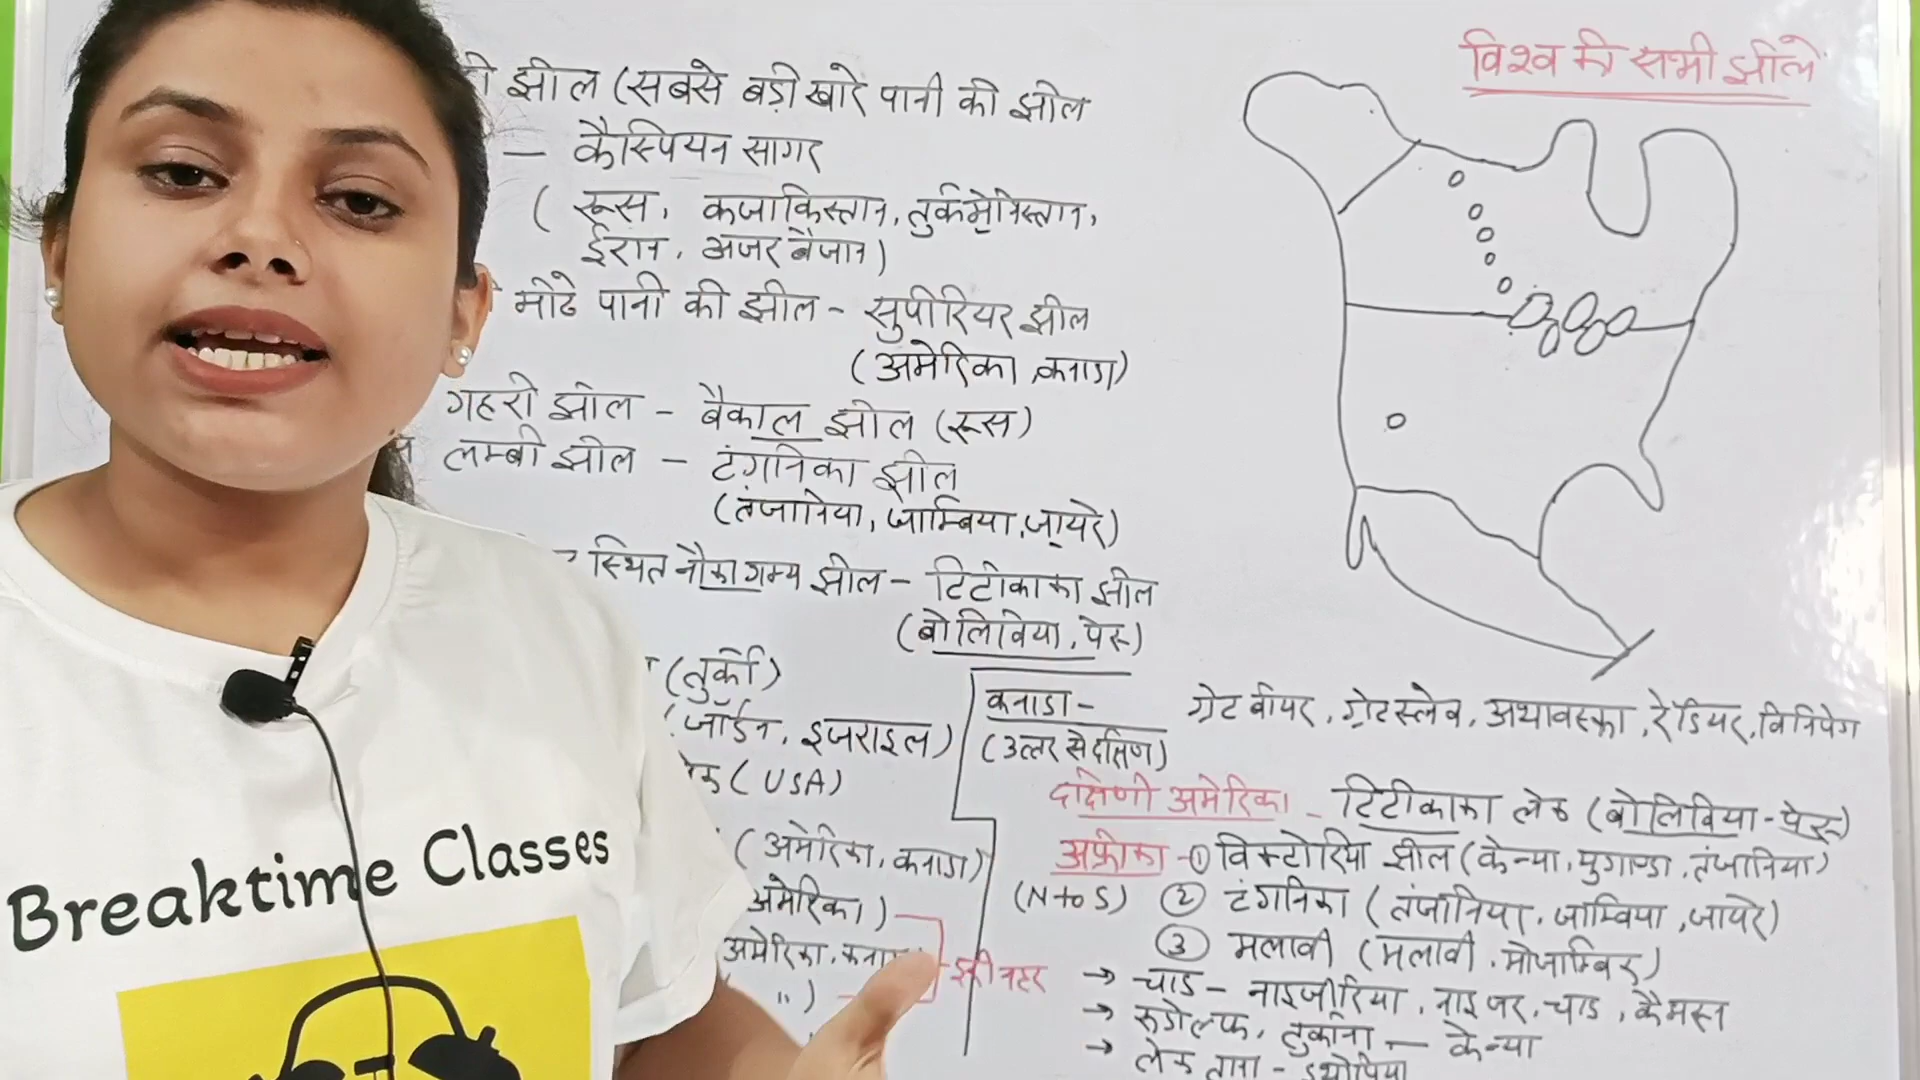 विश्व की सभी झीलें
झील (सबसे बड़ी खारे पानी की झील
— कैस्पियन सागर
( रूस, कजाकिस्तान, तुर्कमेनिस्तान,
ईरान, अजरबैजान)
मीठे पानी की झील - सुपीरियर झील
(अमेरिका, कनाडा)
गहरी झील - बैकाल झील (रूस)
लम्बी झील - टंगानिका झील
(तंजानिया, जाम्बिया, जायरे)
स्थित नौकागम्य झील - टिटीकाका झील
(बोलिविया, पेरू)
(तुर्की)
(जॉर्डन, इजराइल)
(USA)
(अमेरिका, कनाडा)
अमेरिका)
अमेरिका, कनाडा
")
कनाडा -
(उत्तर से दक्षिण)
ग्रेट बीयर, ग्रेट स्लेव, अथावस्का, रेंडियर, विनिपेग
दक्षिणी अमेरिका - टिटीकाका लेक (बोलिविया-पेरू)
अफ्रीका - ① विक्टोरिया झील (केन्या, युगाण्डा, तंजानिया)
(N to S) ② टंगनिका (तंजानिया, जाम्बिया, जायरे)
③ मलावी (मलावी, मोजाम्बिक)
→ चाड - नाइजीरिया, नाइजर, चाड, कैमरून
→ रुडोल्फ, तुर्काना — केन्या
→ लेक ताना - इथोपिया
Breaktime Classes